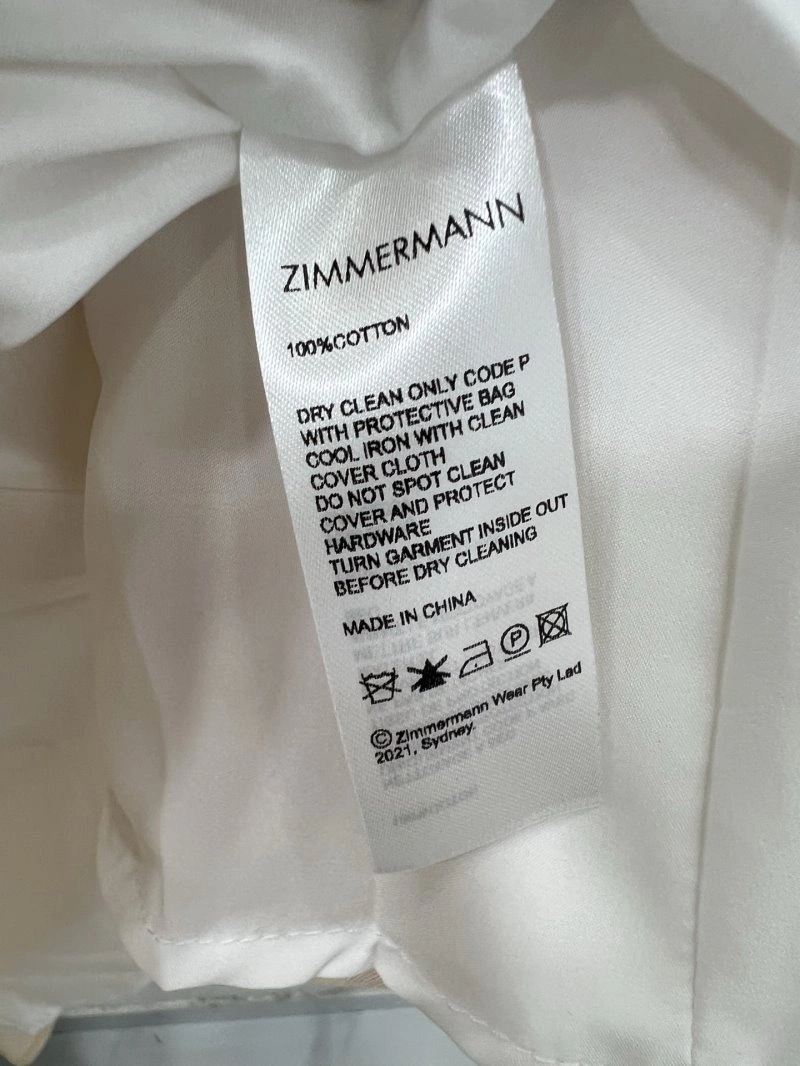 ZIMMERMANN
100%COTTON
DRY CLEAN ONLY CODE P
WITH PROTECTIVE BAG
COOL IRON WITH CLEAN
COVER CLOTH
DO NOT SPOT CLEAN
COVER AND PROTECT
HARDWARE
TURN GARMENT INSIDE OUT
BEFORE DRY CLEANING
MADE IN CHINA
P
© Zimmermann Wear Pty Lad
2021, Sydney.